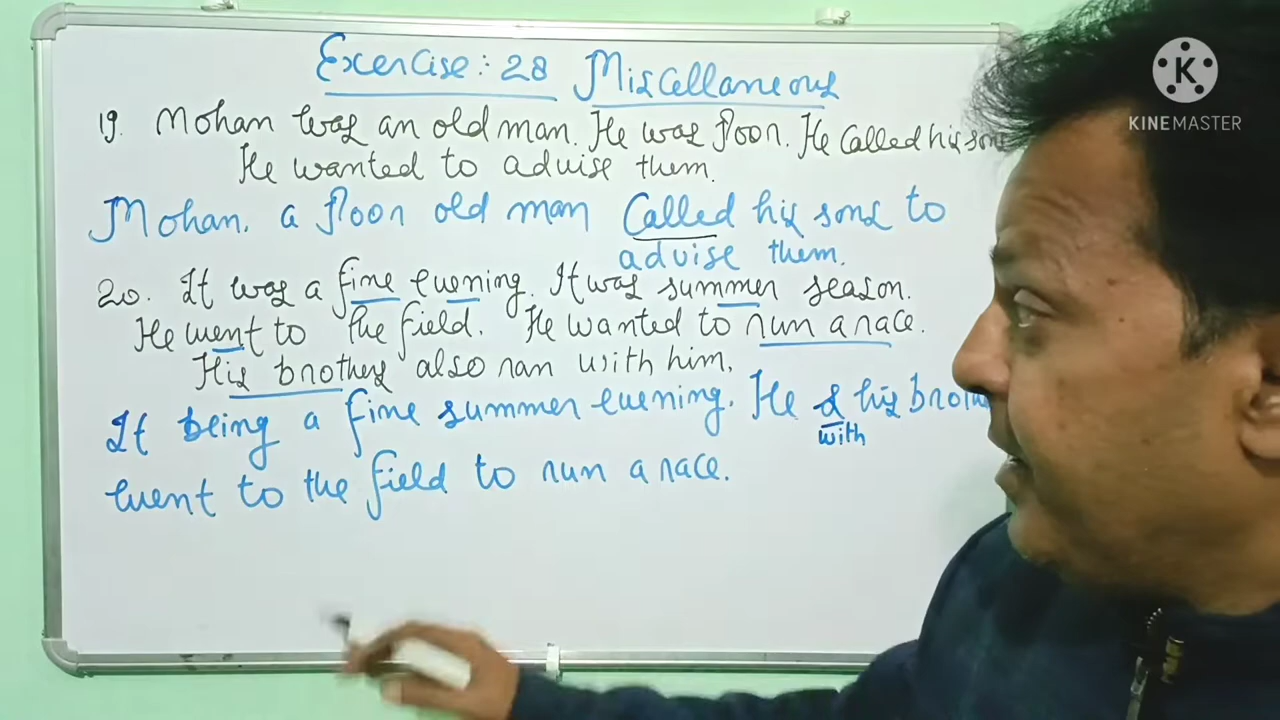 Excercise: 28 Miscellaneous
19. Mohan was an old man. He was poor. He called his sons
He wanted to advise them.
Mohan, a poor old man called his sons to
advise them.
20. It was a fine evening. It was summer season.
He went to the field. He wanted to run a race.
His brothers also ran with him.
It being a fine summer evening. He & his
with
went to the field to run a race.
K
KINEMASTER